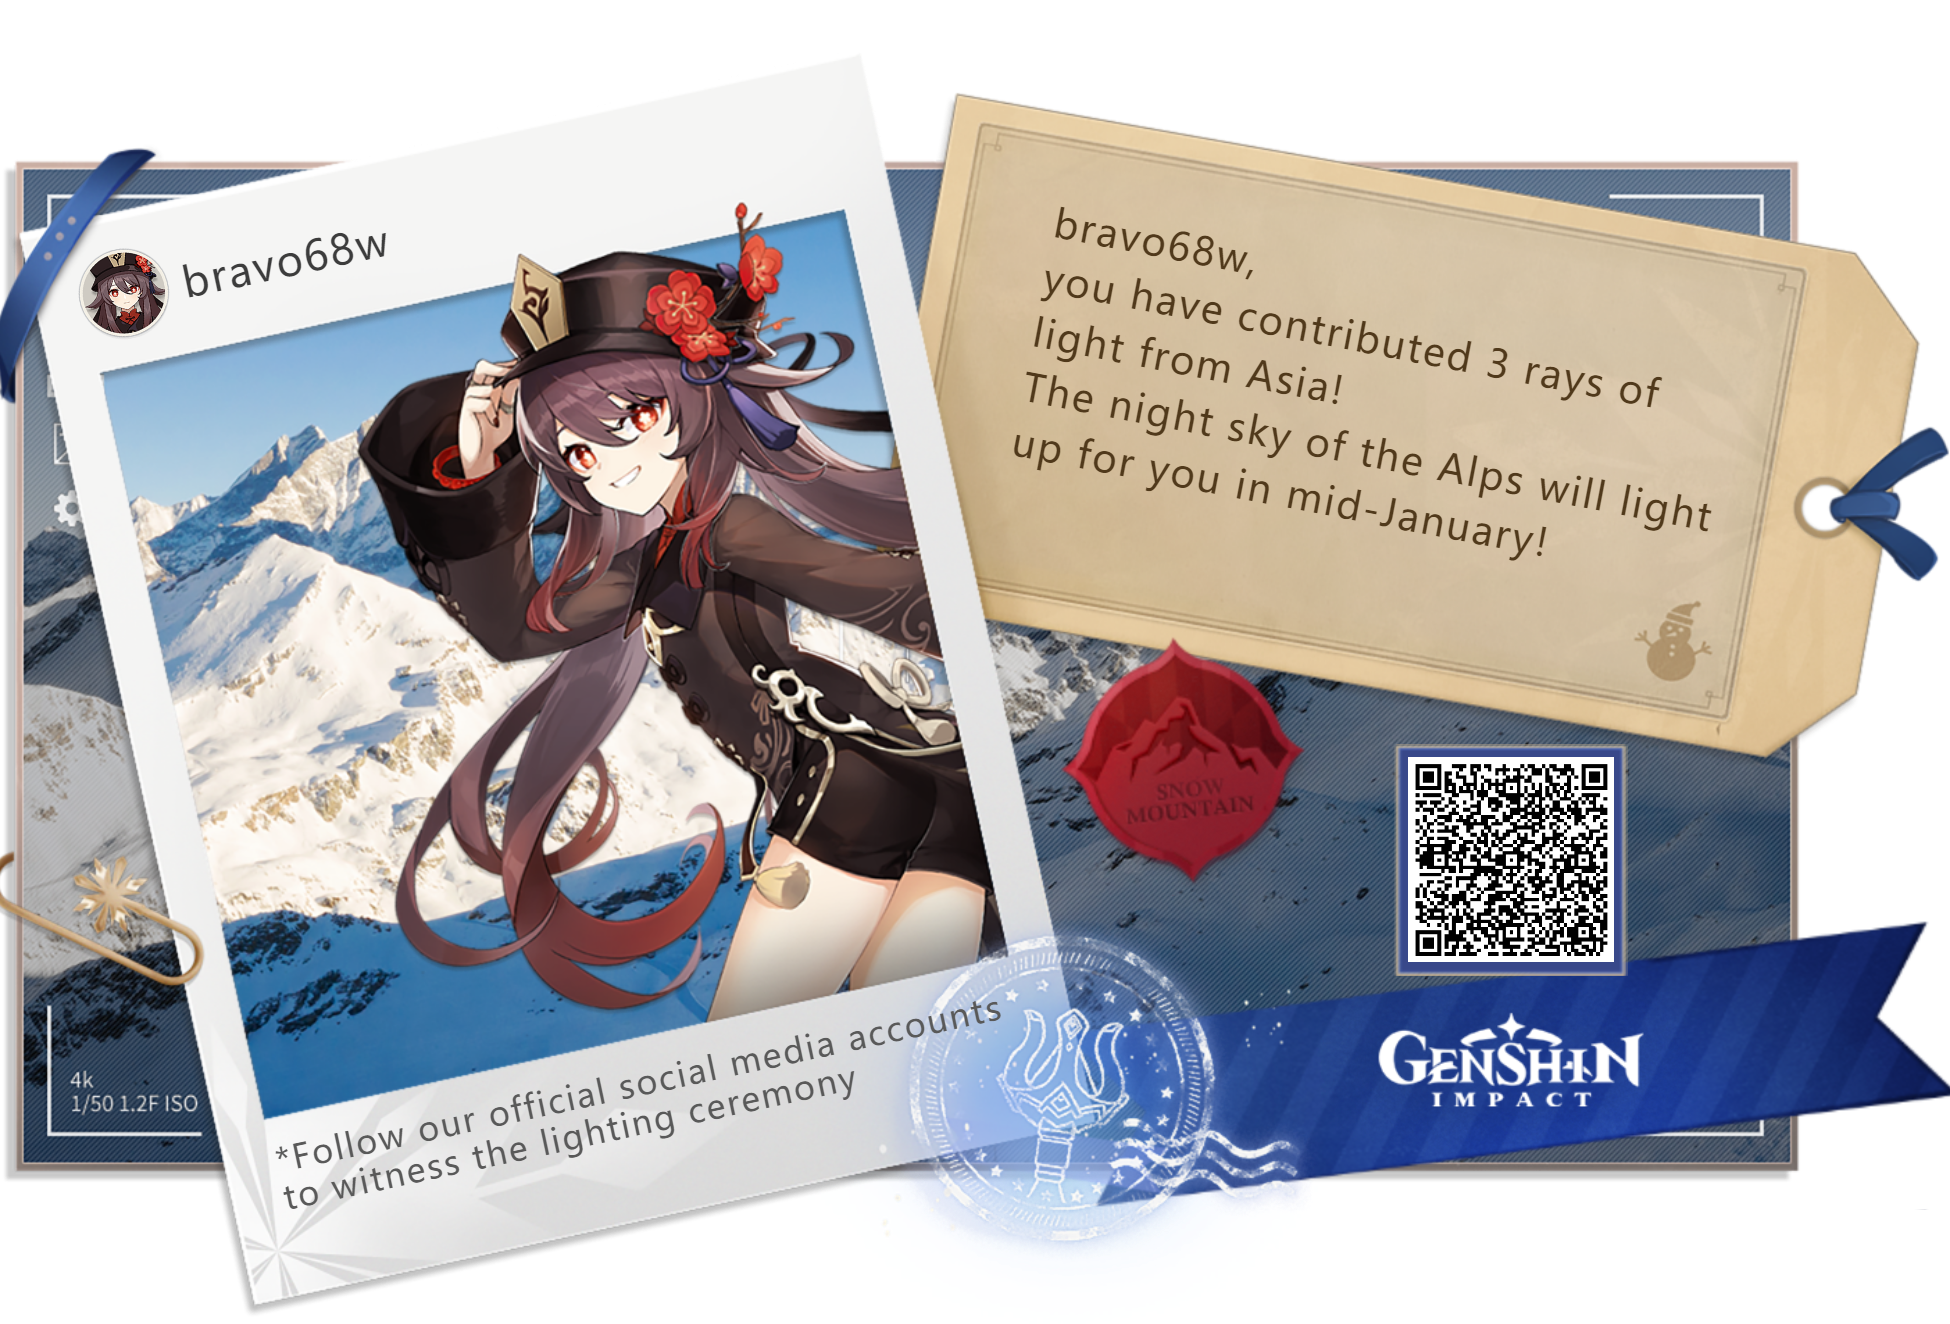 bravo68w
bravo68w,
you have contributed 3 rays of
light from Asia!
The night sky of the Alps will light
up for you in mid-January!
SNOW
MOUNTAIN
4k
1/50 1.2F ISO
*Follow our official social media accounts
to witness the lighting ceremony
GENSHIN
IMPACT